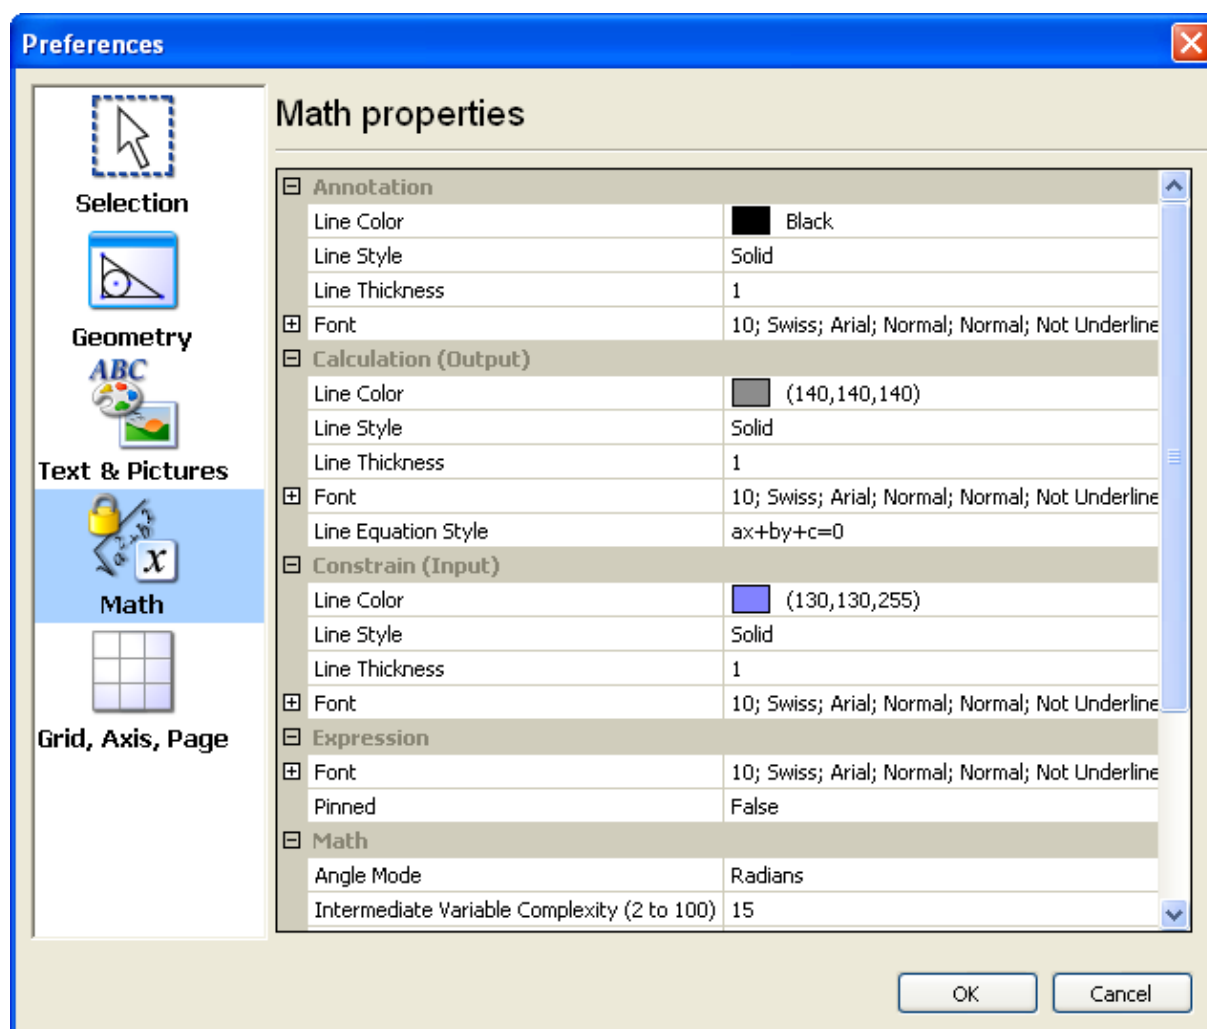 Preferences
Selection
Geometry
ABC
Text & Pictures
x
Math
Grid, Axis, Page
Math properties
Annotation
Line Color Black
Line Style Solid
Line Thickness 1
Font 10; Swiss; Arial; Normal; Normal; Not Underline
Calculation (Output)
Line Color (140,140,140)
Line Style Solid
Line Thickness 1
Font 10; Swiss; Arial; Normal; Normal; Not Underline
Line Equation Style ax+by+c=0
Constrain (Input)
Line Color (130,130,255)
Line Style Solid
Line Thickness 1
Font 10; Swiss; Arial; Normal; Normal; Not Underline
Expression
Font 10; Swiss; Arial; Normal; Normal; Not Underline
Pinned False
Math
Angle Mode Radians
Intermediate Variable Complexity (2 to 100) 15
OK Cancel